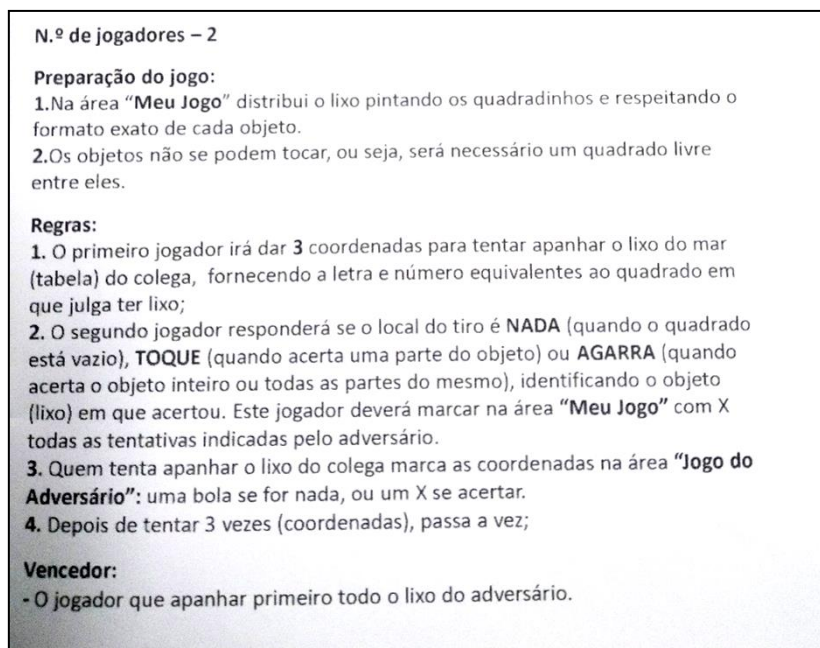 N.º de jogadores – 2
Preparação do jogo:
1.Na área “Meu Jogo” distribui o lixo pintando os quadradinhos e respeitando o
formato exato de cada objeto.
2.Os objetos não se podem tocar, ou seja, será necessário um quadrado livre
entre eles.
Regras:
1. O primeiro jogador irá dar 3 coordenadas para tentar apanhar o lixo do mar
(tabela) do colega, fornecendo a letra e número equivalentes ao quadrado em
que julga ter lixo;
2. O segundo jogador responderá se o local do tiro é NADA (quando o quadrado
está vazio), TOQUE (quando acerta uma parte do objeto) ou AGARRA (quando
acerta o objeto inteiro ou todas as partes do mesmo), identificando o objeto
(lixo) em que acertou. Este jogador deverá marcar na área “Meu Jogo” com X
todas as tentativas indicadas pelo adversário.
3. Quem tenta apanhar o lixo do colega marca as coordenadas na área “Jogo do
Adversário”: uma bola se for nada, ou um X se acertar.
4. Depois de tentar 3 vezes (coordenadas), passa a vez;
Vencedor:
- O jogador que apanhar primeiro todo o lixo do adversário.